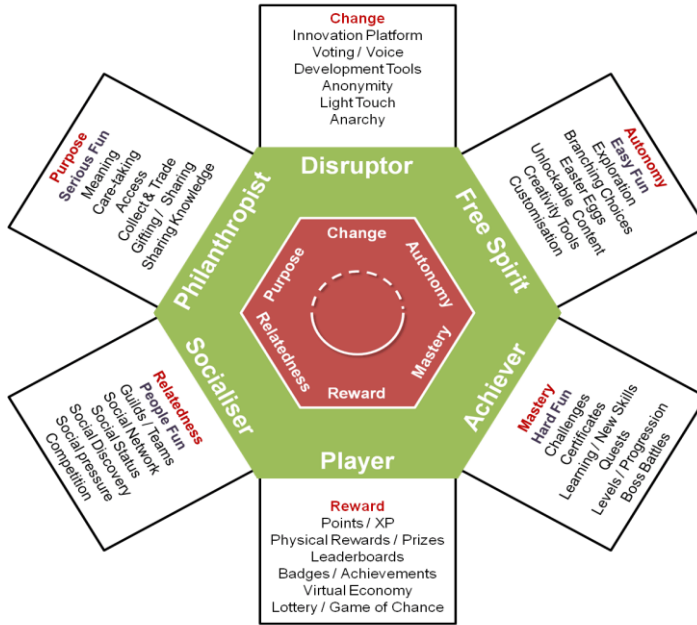 Change
Innovation Platform
Voting / Voice
Development Tools
Anonymity
Light Touch
Anarchy
Purpose
Serious Fun
Meaning
Care-taking
Access
Collect & Trade
Gifting / Sharing
Sharing Knowledge
Autonomy
Easy Fun
Exploration
Branching Choices
Easter Eggs
Unlockable Content
Creativity Tools
Customisation
Disruptor
Philanthropist
Free Spirit
Change
Purpose
Autonomy
Relatedness
Mastery
Reward
Socialiser
Achiever
Player
Relatedness
People Fun
Guilds / Teams
Social Network
Social Status
Social Discovery
Social pressure
Competition
Mastery
Hard Fun
Challenges
Certificates
Learning / New Skills
Quests
Levels / Progression
Boss Battles
Reward
Points / XP
Physical Rewards / Prizes
Leaderboards
Badges / Achievements
Virtual Economy
Lottery / Game of Chance